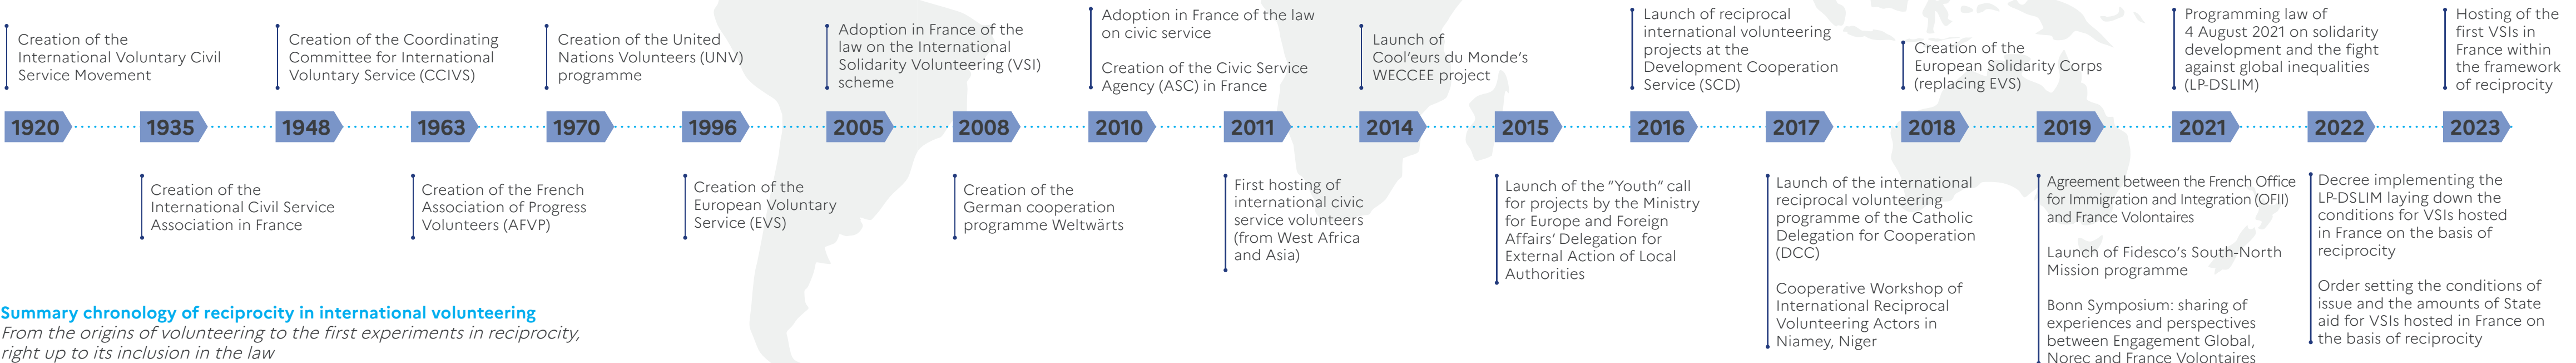 Creation of the
International Voluntary Civil
Service Movement
Creation of the Coordinating
Committee for International
Voluntary Service (CCIVS)
Creation of the United
Nations Volunteers (UNV)
programme
Adoption in France of the
law on the International
Solidarity Volunteering (VSI)
scheme
Adoption in France of the law
on civic service
Creation of the Civic Service
Agency (ASC) in France
Launch of
Cool'eurs du Monde's
WECCEE project
Launch of reciprocal
international volunteering
projects at the
Development Cooperation
Service (SCD)
Creation of the
European Solidarity Corps
(replacing EVS)
Programming law of
4 August 2021 on solidarity
development and the fight
against global inequalities
(LP-DSLIM)
Hosting of the
first VSIs in
France within
the framework
of reciprocity
1920 1935 1948 1963 1970 1996 2005 2008 2010 2011 2014 2015 2016 2017 2018 2019 2021 2022 2023
Creation of the
International Civil Service
Association in France
Creation of the French
Association of Progress
Volunteers (AFVP)
Creation of the
European Voluntary
Service (EVS)
Creation of the
German cooperation
programme Weltwärts
First hosting of
international civic
service volunteers
(from West Africa
and Asia)
Launch of the “Youth” call
for projects by the Ministry
for Europe and Foreign
Affairs’ Delegation for
External Action of Local
Authorities
Launch of the international
reciprocal volunteering
programme of the Catholic
Delegation for Cooperation
(DCC)
Cooperative Workshop of
International Reciprocal
Volunteering Actors in
Niamey, Niger
Agreement between the French Office
for Immigration and Integration (OFII)
and France Volontaires
Launch of Fidesco's South-North
Mission programme
Bonn Symposium: sharing of
experiences and perspectives
between Engagement Global,
Norec and France Volontaires
Decree implementing the
LP-DSLIM laying down the
conditions for VSIs hosted
in France on the basis of
reciprocity
Order setting the conditions of
issue and the amounts of State
aid for VSIs hosted in France on
the basis of reciprocity
Summary chronology of reciprocity in international volunteering
From the origins of volunteering to the first experiments in reciprocity,
right up to its inclusion in the law